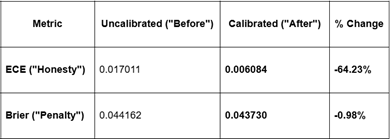 Metric Uncalibrated ("Before") Calibrated ("After") % Change
ECE ("Honesty") 0.017011 0.006084 -64.23%
Brier ("Penalty") 0.044162 0.043730 -0.98%